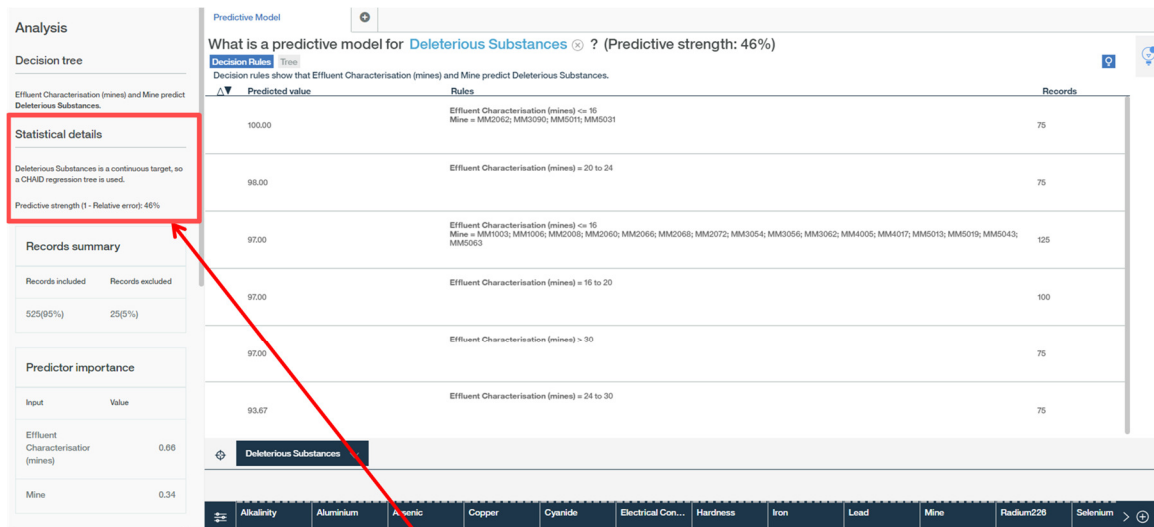 Analysis
Decision tree
Effluent Characterisation (mines) and Mine predict
Deleterious Substances.
Statistical details
Deleterious Substances is a continuous target, so
a CHAID regression tree is used.
Predictive strength (1 - Relative error): 46%
Records summary
Records included Records excluded
525(95%) 25(5%)
Predictor importance
Input Value
Effluent
Characterisatior
(mines) 0.66
Mine 0.34
Predictive Model
What is a predictive model for Deleterious Substances ? (Predictive strength: 46%)
Decision Rules Tree
Decision rules show that Effluent Characterisation (mines) and Mine predict Deleterious Substances.
Predicted value Rules Records
Effluent Characterisation (mines) <= 16
Mine = MM2062; MM3090; MM5011; MM5031
100.00 75
Effluent Characterisation (mines) = 20 to 24
98.00 75
Effluent Characterisation (mines) <= 16
Mine = MM1003; MM1006; MM2008; MM2060; MM2066; MM2068; MM2072; MM3054; MM3056; MM3062; MM4005; MM4017; MM5013; MM5019; MM5043;
MM5063
97.00 125
Effluent Characterisation (mines) = 16 to 20
97.00 100
Effluent Characterisation (mines) > 30
97.00 75
Effluent Characterisation (mines) = 24 to 30
93.67 75
Deleterious Substances
Alkalinity Aluminium Arsenic Copper Cyanide Electrical Con... Hardness Iron Lead Mine Radium226 Selenium